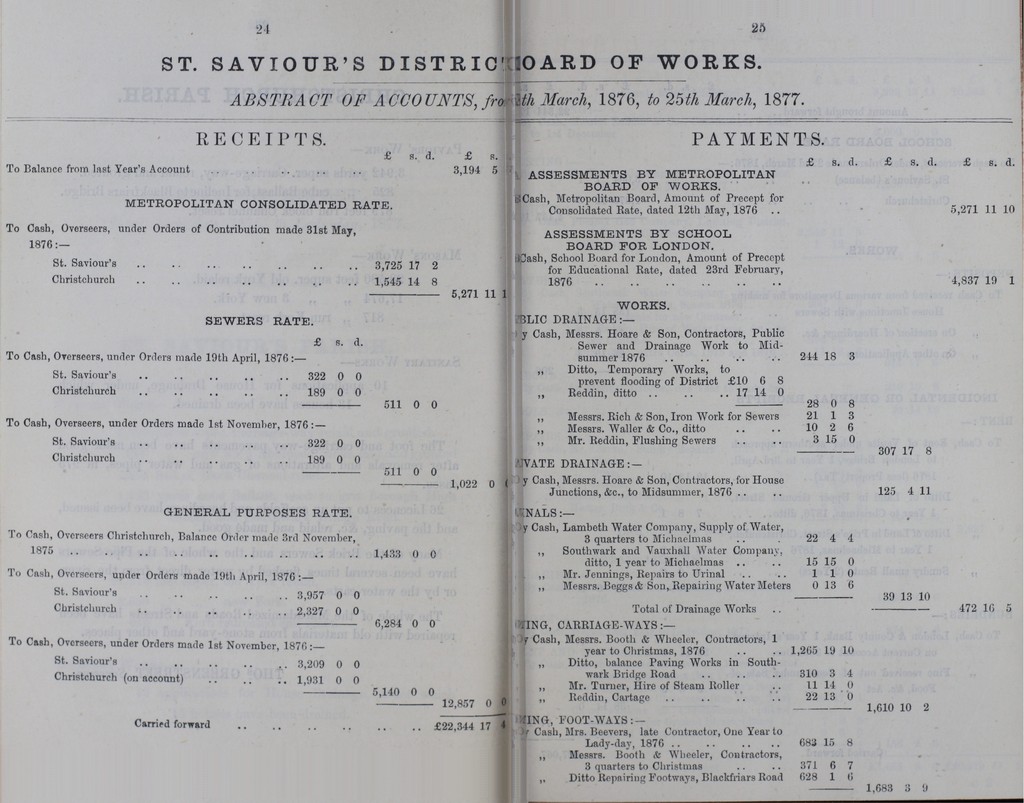 24
ST. SAVIOUR'S DISTRIC
ABSTRACT OF ACCOUNTS, fro
RECEIPTS.
£ s. d. £ s.
To Balance from last Year's Account .. .. .. 3,194 5
METROPOLITAN CONSOLIDATED RATE.
To Cash, Overseers, under Orders of Contribution made 31st May,
1876:—
St. Saviour's .. .. .. .. .. .. .. 3,725 17 2
Christchurch .. .. .. .. .. .. .. 1,545 14 8
5,271 11 1
SEWERS RATE.
£ s. d.
To Cash, Overseers, under Orders made 19th April, 1876:—
St. Saviour's .. .. .. .. .. 322 0 0
Christchurch .. .. .. .. .. 189 0 0
511 0 0
To Cash, Overseers, under Orders made 1st November, 1876:—
St. Saviour's .. .. .. .. .. 322 0 0
Christchurch .. .. .. .. .. 189 0 0
511 0 0
1,022 0
GENERAL PURPOSES RATE.
To Cash, Overseers Christchurch, Balance Order made 3rd November,
1875 .. .. .. .. .. .. .. .. 1,433 0 0
To Cash, Overseers, under Orders made 19th April, 1876:—
St. Saviour's .. .. .. .. .. 3,957 0 0
Christchurch .. .. .. .. .. 2,327 0 0
6,284 0 0
To Cash, Overseers, under Orders made 1st November, 1876:—
St. Saviour's .. .. .. .. .. 3,209 0 0
Christchurch (on account) .. .. .. 1,931 0 0
5,140 0 0
12,857 0 0
Carried forward .. .. .. .. .. .. £22,344 17 4
25
OARD OF WORKS.
th March, 1876, to 25th March, 1877.
PAYMENTS.
£ s. d. £ s. d. £ s. d.
ASSESSMENTS BY METROPOLITAN
BOARD OF WORKS.
Cash, Metropolitan Board, Amount of Precept for
Consolidated Rate, dated 12th May, 1876 .. 5,271 11 10
ASSESSMENTS BY SCHOOL
BOARD FOR LONDON.
Cash, School Board for London, Amount of Precept
for Educational Rate, dated 23rd February,
1876 .. .. .. .. .. .. 4,837 19 1
WORKS.
BLIC DRAINAGE:—
y Cash, Messrs. Hoare & Son, Contractors, Public
Sewer and Drainage Work to Mid-
summer 1876 .. .. .. .. 244 18 3
„ Ditto, Temporary Works, to
prevent flooding of District £10 6 8
„ Reddin, ditto .. .. .. 17 14 0
28 0 8
„ Messrs. Rich & Son, Iron Work for Sewers 21 1 3
„ Messrs. Waller & Co., ditto .. .. 10 2 6
„ Mr. Reddin, Flushing Sewers .. .. 3 15 0
307 17 8
VATE DRAINAGE:—
y Cash, Messrs. Hoare & Son, Contractors, for House
Junctions, &c., to Midsummer, 1876 .. .. 125 4 11
NALS:—
y Cash, Lambeth Water Company, Supply of Water,
3 quarters to Michaelmas .. 22 4 4
„ Southwark and Vauxhall Water Company,
ditto, 1 year to Michaelmas .. .. 15 15 0
„ Mr. Jennings, Repairs to Urinal .. .. 1 1 0
„ Messrs. Beggs & Son, Repairing Water Meters 0 13 6
39 13 10
Total of Drainage Works .. 472 16 5
ING, CARRIAGE-WAYS:—
Cash, Messrs. Booth & Wheeler, Contractors, 1
year to Christmas, 1876 .. .. 1,265 19 10
„ Ditto, balance Paving Works in South-
wark Bridge Road .. .. .. 310 3 4
„ Mr. Turner, Hire of Steam Roller .. 11 14 0
„ Reddin, Cartage .. .. .. .. 22 13 0
1,610 10 2
ING, FOOT-WAYS:—
Cash, Mrs. Beevers, late Contractor, One Year to
Lady-day, 1876 .. .. .. .. 683 15 8
„ Messrs. Booth & Wheeler, Contractors,
3 quarters to Christmas .. .. 371 6 7
„ Ditto Repairing Footways, Blackfriars Road 628 1 6
1,683 3 9